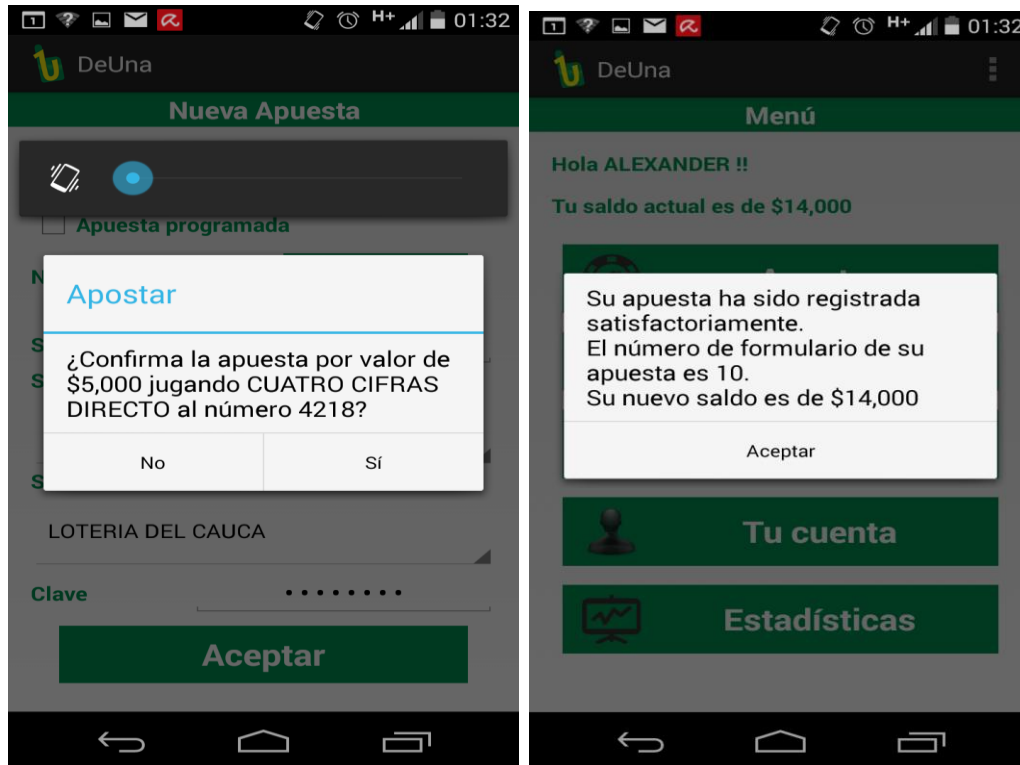 01:32
DeUna
Nueva Apuesta
Apuesta programada
N
Apostar
S
S
¿Confirma la apuesta por valor de
$5,000 jugando CUATRO CIFRAS
DIRECTO al número 4218?
No
Sí
S
LOTERIA DEL CAUCA
Clave
Aceptar
H+
01:32
DeUna
Menú
Hola ALEXANDER !!
Tu saldo actual es de $14,000
Su apuesta ha sido registrada
satisfactoriamente.
El número de formulario de su
apuesta es 10.
Su nuevo saldo es de $14,000
Aceptar
Tu cuenta
Estadísticas